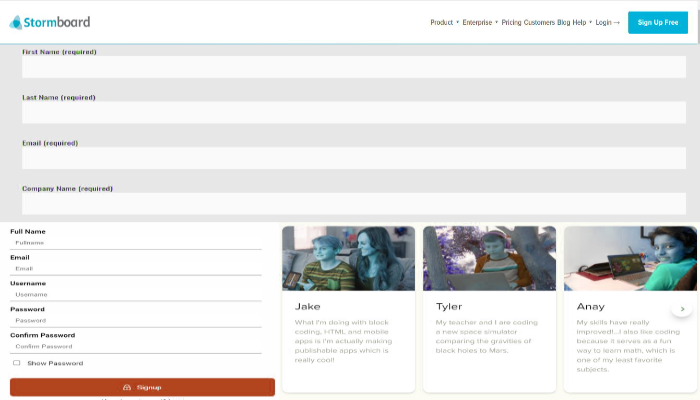 Stormboard
Product Enterprise Pricing Customers Blog Help Login → Sign Up Free
First Name (required)
Last Name (required)
Email (required)
Company Name (required)
Full Name
Fullname
Email
Email
Username
Username
Password
Password
Confirm Password
Confirm Password
Show Password
Signup
Jake
What I'm doing with block
coding, HTML and mobile
apps is I'm actually making
publishable apps which is
really cool!
Tyler
My teacher and I are coding
a new space simulator
comparing the gravities of
black holes to Mars.
Anay
My skills have really
improved!...I also like coding
because it serves as a fun
way to learn math, which is
one of my least favorite
subjects.